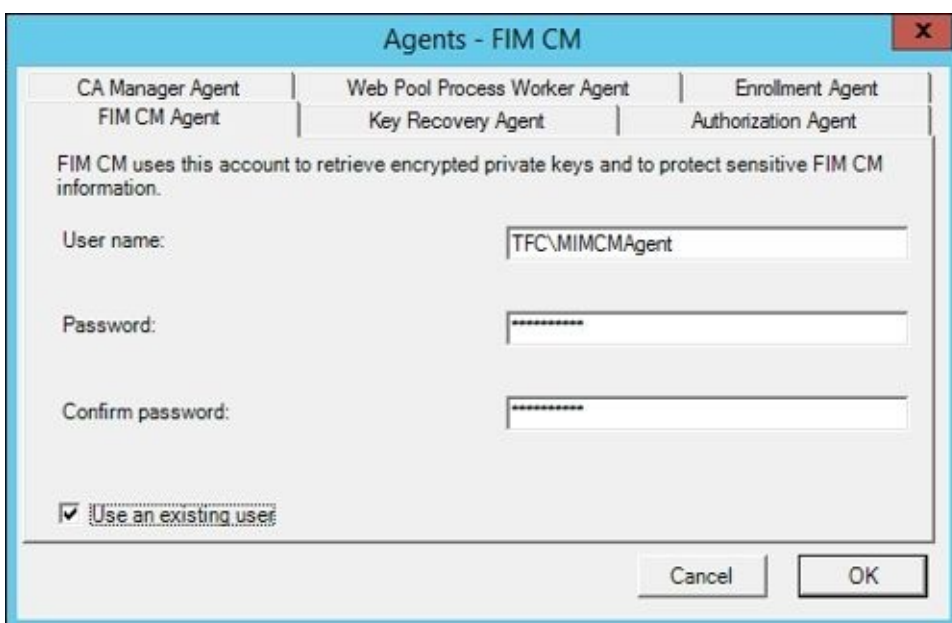 Agents - FIM CM
x
CA Manager Agent
Web Pool Process Worker Agent
Enrollment Agent
FIM CM Agent
Key Recovery Agent
Authorization Agent
FIM CM uses this account to retrieve encrypted private keys and to protect sensitive FIM CM
information.
User name:
TFC\MIMCMAgent
Password:
**********
Confirm password:
**********
Use an existing user
Cancel
OK